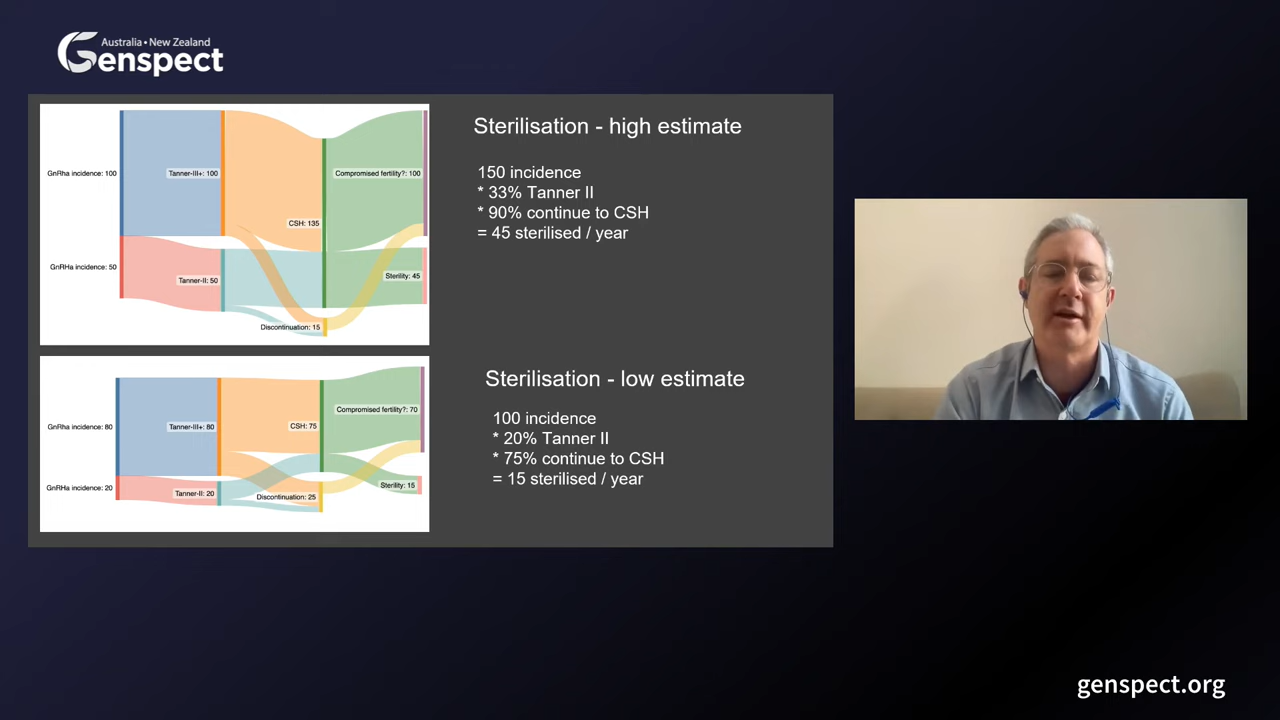 Australia • New Zealand
Genspect
GnRha incidence: 100
Tanner-III+: 100
Compromised fertility?: 100
CSH: 135
GnRHa incidence: 50
Tanner-II: 50
Sterility: 45
Discontinuation: 15
Sterilisation - high estimate
150 incidence
* 33% Tanner II
* 90% continue to CSH
= 45 sterilised / year
GnRha incidence: 80
Tanner-III+: 80
CSH: 75
Compromised fertility?: 70
GnRHa incidence: 20
Tanner-II: 20
Discontinuation: 25
Sterility: 15
Sterilisation - low estimate
100 incidence
* 20% Tanner II
* 75% continue to CSH
= 15 sterilised / year
genspect.org